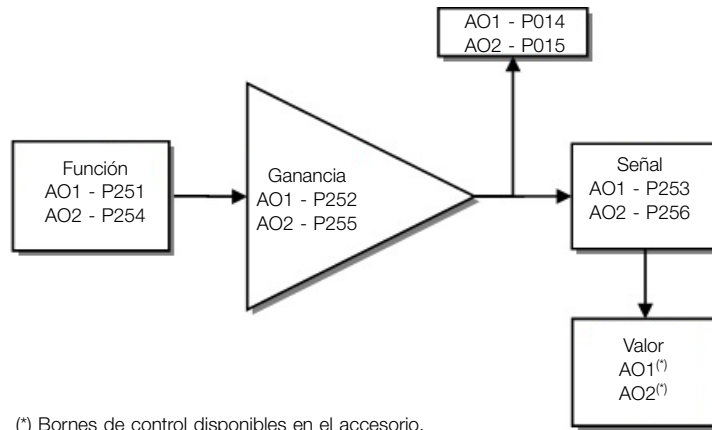 AO1 - P014
AO2 - P015
Función
AO1 - P251
AO2 - P254
Ganancia
AO1 - P252
AO2 - P255
Señal
AO1 - P253
AO2 - P256
Valor
AO1(*)
AO2(*)
(*) Bornes de control disponibles en el accesorio.